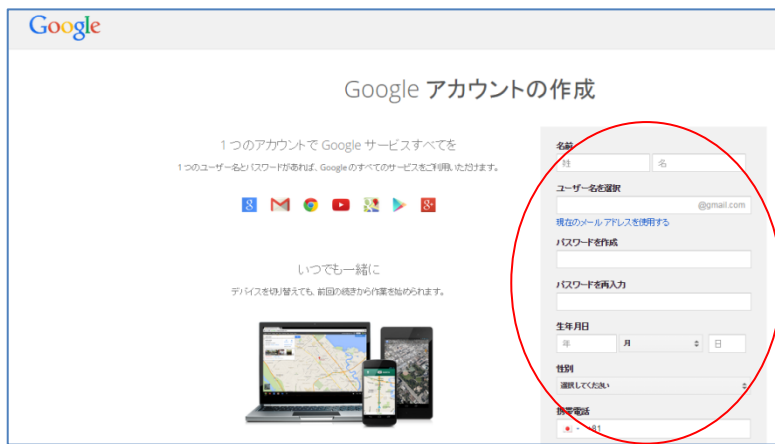 Google
Google アカウントの作成
1 つのアカウントで Google サービスすべてを
1 つのユーザー名とパスワードがあれば、Google のすべてのサービスをご利用いただけます。
いつでも一緒に
デバイスを切り替えても、前回の続きから作業を始められます。
名前
姓 名
ユーザー名を選択
@gmail.com
現在のメール アドレスを使用する
パスワードを作成
パスワードを再入力
生年月日
年 月 日
性別
選択してください
携帯電話
+81